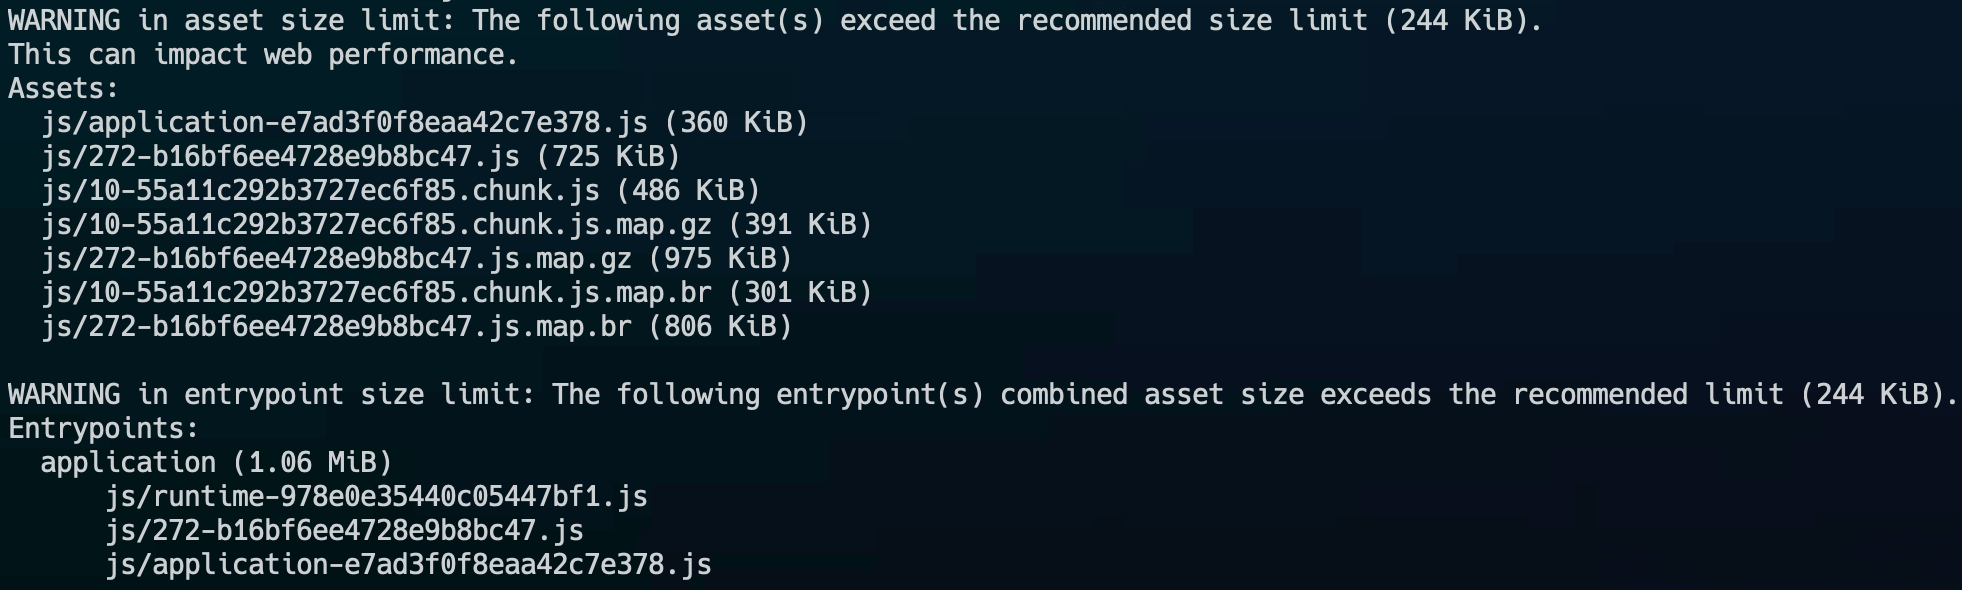 WARNING in asset size limit: The following asset(s) exceed the recommended size limit (244 KiB).
This can impact web performance.
Assets:
  js/application-e7ad3f0f8eaa42c7e378.js (360 KiB)
  js/272-b16bf6ee4728e9b8bc47.js (725 KiB)
  js/10-55a11c292b3727ec6f85.chunk.js (486 KiB)
  js/10-55a11c292b3727ec6f85.chunk.js.map.gz (391 KiB)
  js/272-b16bf6ee4728e9b8bc47.js.map.gz (975 KiB)
  js/10-55a11c292b3727ec6f85.chunk.js.map.br (301 KiB)
  js/272-b16bf6ee4728e9b8bc47.js.map.br (806 KiB)

WARNING in entrypoint size limit: The following entrypoint(s) combined asset size exceeds the recommended limit (244 KiB).
Entrypoints:
  application (1.06 MiB)
      js/runtime-978e0e35440c05447bf1.js
      js/272-b16bf6ee4728e9b8bc47.js
      js/application-e7ad3f0f8eaa42c7e378.js